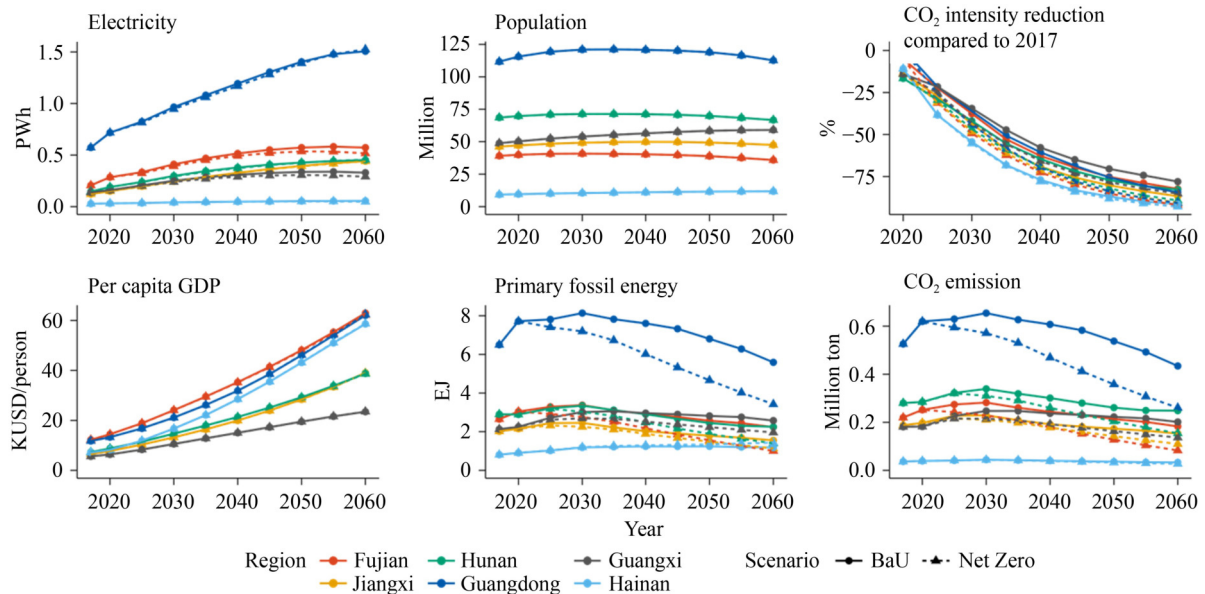 Electricity
PWh
1.5
1.0
0.5
0.0
2020 2030 2040 2050 2060
Population
Million
125
100
75
50
25
0
2020 2030 2040 2050 2060
CO₂ intensity reduction
compared to 2017
%
0
−25
−50
−75
2020 2030 2040 2050 2060
Per capita GDP
KUSD/person
60
40
20
0
2020 2030 2040 2050 2060
Primary fossil energy
EJ
8
6
4
2
0
2020 2030 2040 2050 2060
CO₂ emission
Million ton
0.6
0.4
0.2
0.0
2020 2030 2040 2050 2060
Year
Region Fujian Hunan Guangxi Scenario BaU Net Zero
Jiangxi Guangdong Hainan